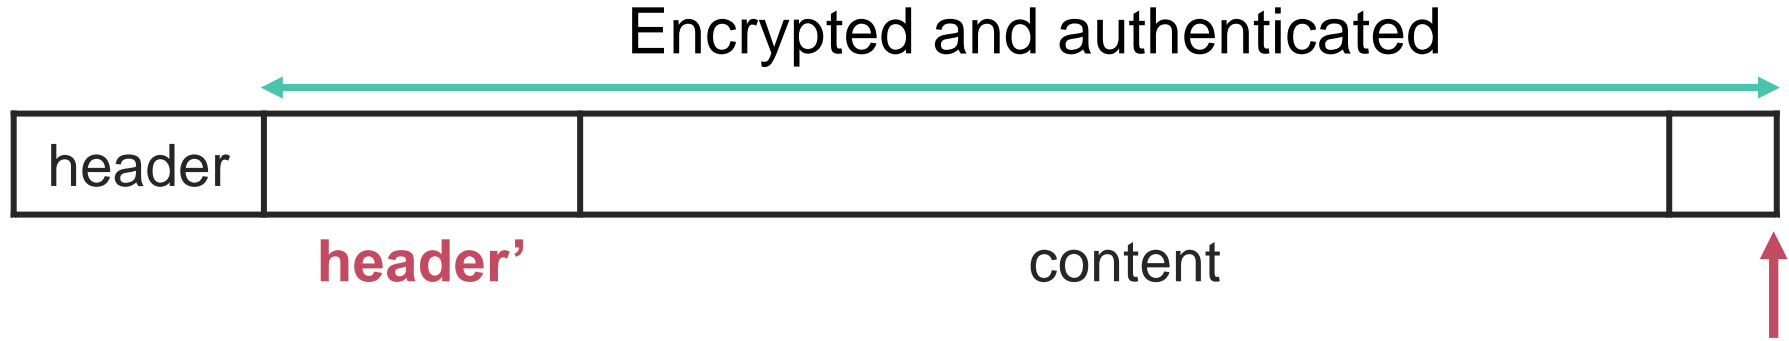 Encrypted and authenticated
header
header’
content